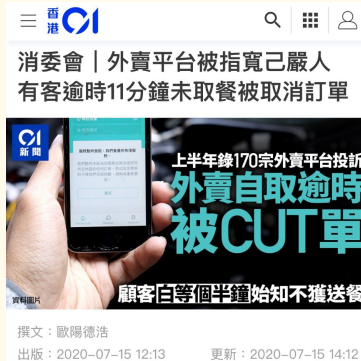 香港01
消委會｜外賣平台被指寬己嚴人
有客逾時11分鐘未取餐被取消訂單
01
新聞
上半年錄170宗外賣平台投訴
外賣自取逾時
被CUT單
顧客白等個半鐘始知不獲送餐
資料圖片
撰文：歐陽德浩
出版：2020-07-15 12:13
更新：2020-07-15 14:12